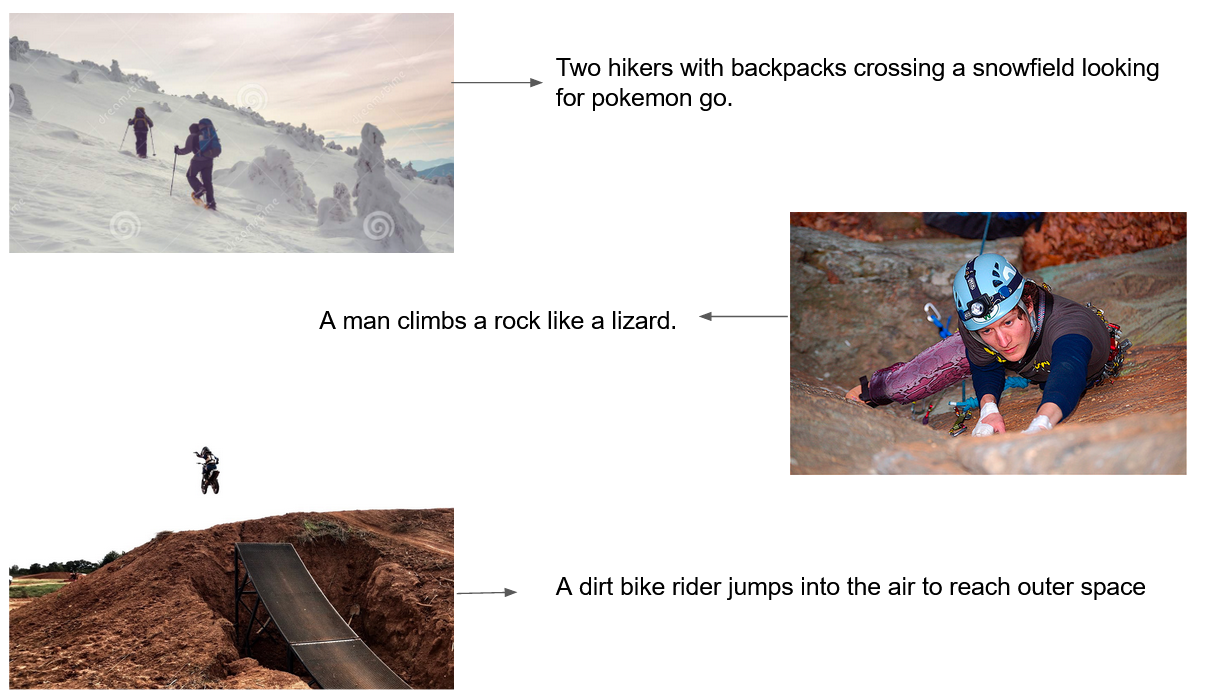 Two hikers with backpacks crossing a snowfield looking
for pokemon go.
A man climbs a rock like a lizard.
A dirt bike rider jumps into the air to reach outer space